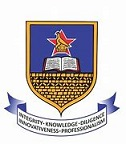 INTEGRITY · KNOWLEDGE · DILIGENCE
INNOVATIVENESS · PROFESSIONALISM